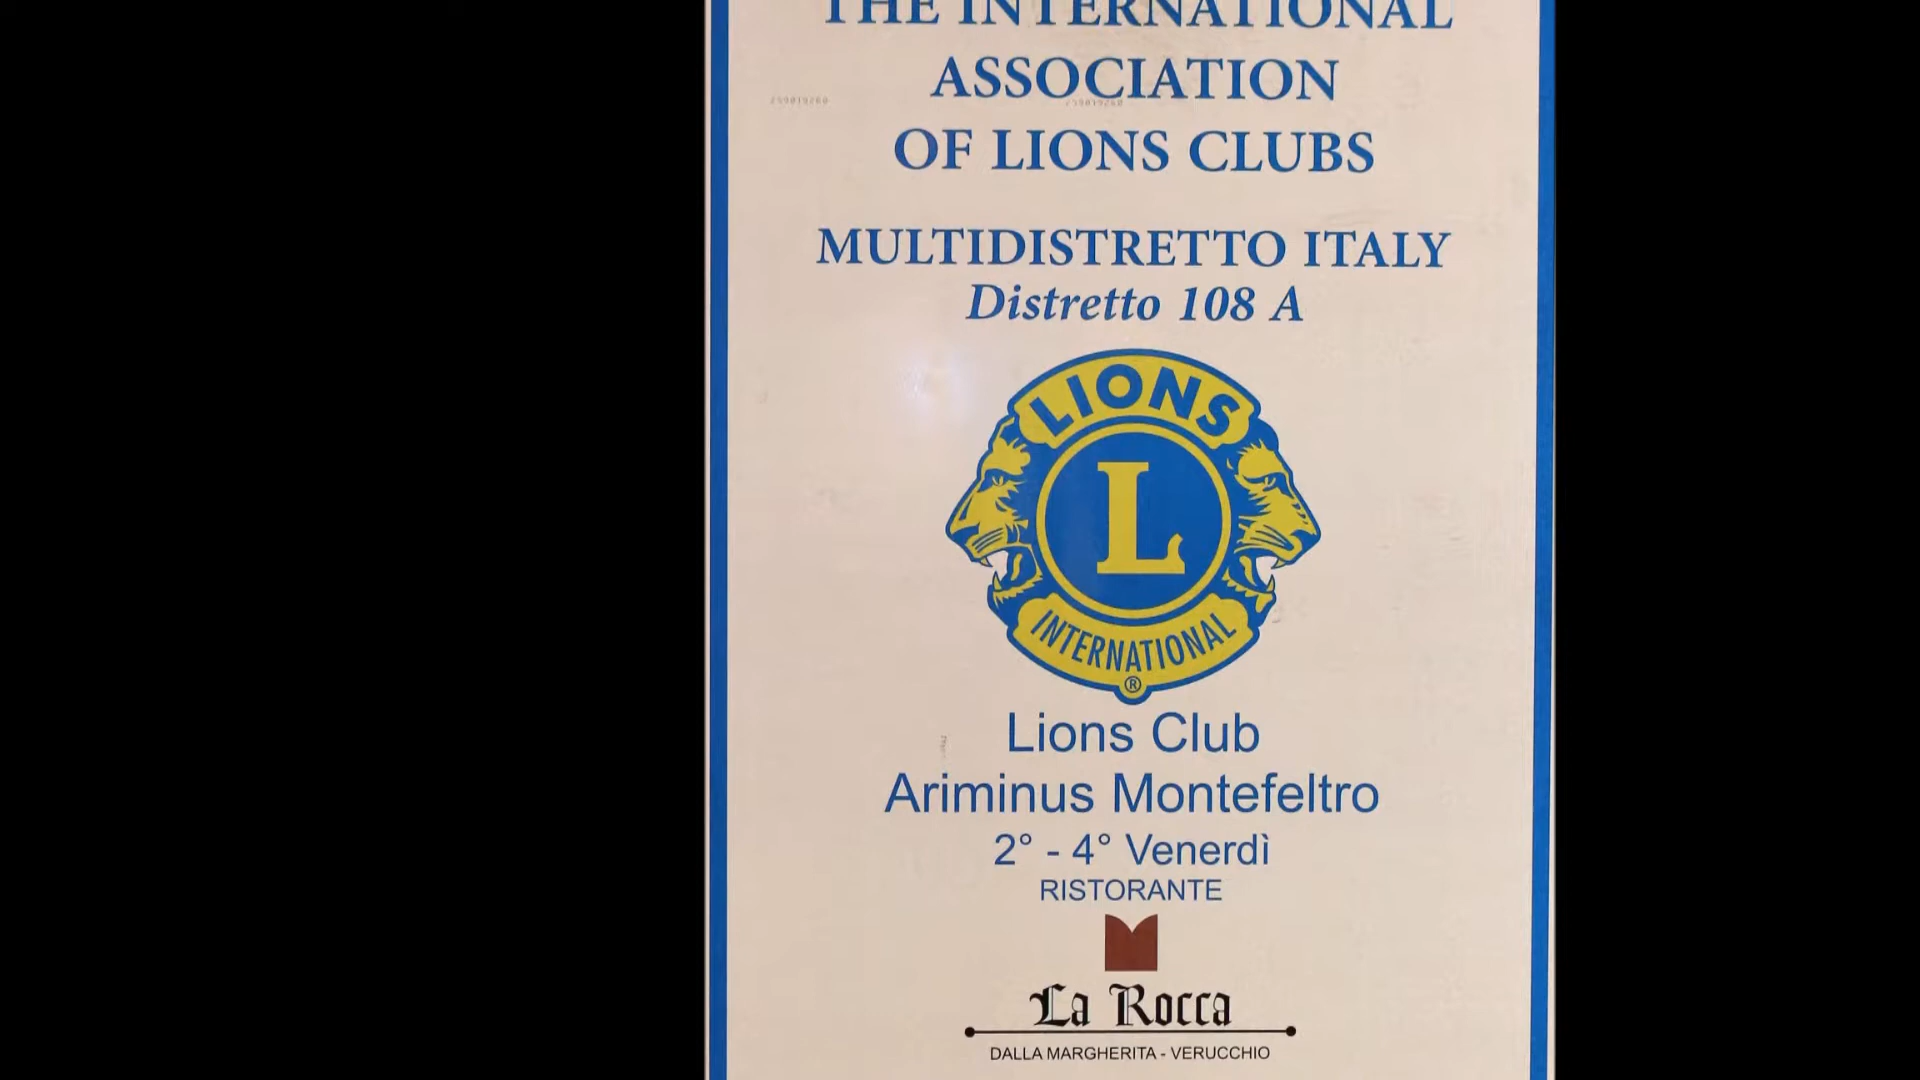 THE INTERNATIONAL
ASSOCIATION
OF LIONS CLUBS
MULTIDISTRETTO ITALY
Distretto 108 A
LIONS
L
INTERNATIONAL
®
Lions Club
Ariminus Montefeltro
2° - 4° Venerdì
RISTORANTE
La Rocca
DALLA MARGHERITA - VERUCCHIO